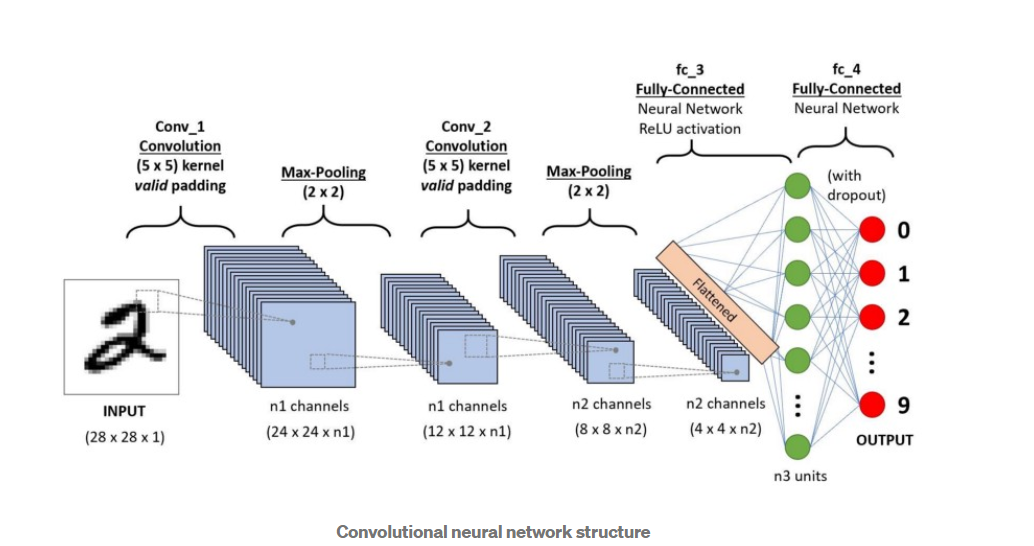 fc_3
Fully-Connected
Neural Network
ReLU activation
fc_4
Fully-Connected
Neural Network
Conv_1
Convolution
(5 x 5) kernel
valid padding
Max-Pooling
(2 x 2)
Conv_2
Convolution
(5 x 5) kernel
valid padding
Max-Pooling
(2 x 2)
(with
dropout)
Flattened
0
1
2
9
INPUT
(28 x 28 x 1)
n1 channels
(24 x 24 x n1)
n1 channels
(12 x 12 x n1)
n2 channels
(8 x 8 x n2)
n2 channels
(4 x 4 x n2)
n3 units
OUTPUT
Convolutional neural network structure